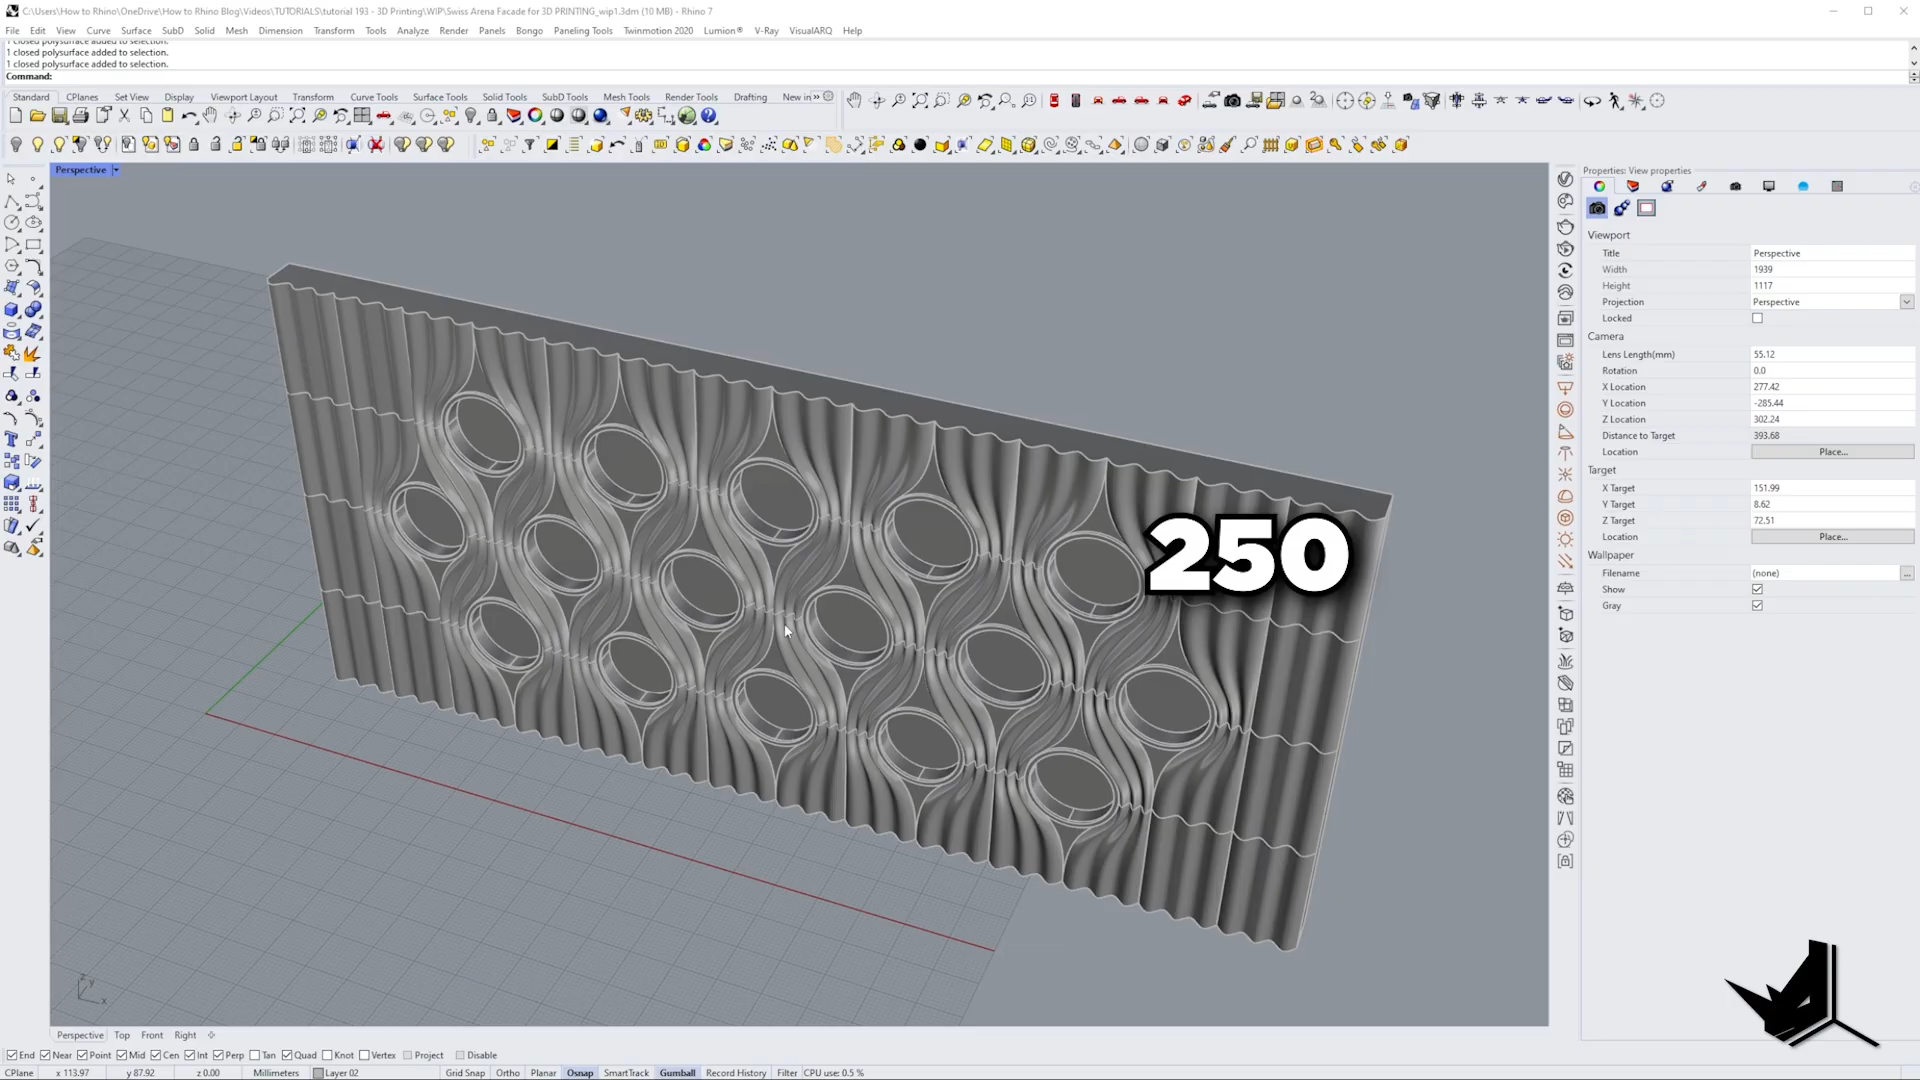 C:\Users\How to Rhino\OneDrive\How to Rhino Blog\Videos\TUTORIALS\tutorial 193 - 3D Printing\WIP\Swiss Arena Facade for 3D PRINTING_wip1.3dm (10 MB) - Rhino 7
File Edit View Curve Surface SubD Solid Mesh Dimension Transform Tools Analyze Render Panels Bongo Paneling Tools Twinmotion 2020 Lumion® V-Ray VisualARQ Help
1 closed polysurface added to selection.
1 closed polysurface added to selection.
1 closed polysurface added to selection.
Command:
Standard CPlanes Set View Display Viewport Layout Transform Curve Tools Surface Tools Solid Tools SubD Tools Mesh Tools Render Tools Drafting New in »
Perspective
Properties: View properties
Viewport
Title Perspective
Width 1939
Height 1117
Projection Perspective
Locked
Camera
Lens Length(mm) 55.12
Rotation 0.0
X Location 277.42
Y Location -285.44
Z Location 302.24
Distance to Target 393.68
Location Place...
Target
X Target 151.99
Y Target 8.62
Z Target 72.51
Location Place...
Wallpaper
Filename (none) ...
Show
Gray
250
z y x
Perspective Top Front Right
End Near Point Mid Cen Int Perp Tan Quad Knot Vertex Project Disable
CPlane x 113.97 y 87.92 z 0.00 Millimeters Layer 02 Grid Snap Ortho Planar Osnap SmartTrack Gumball Record History Filter CPU use: 0.5 %